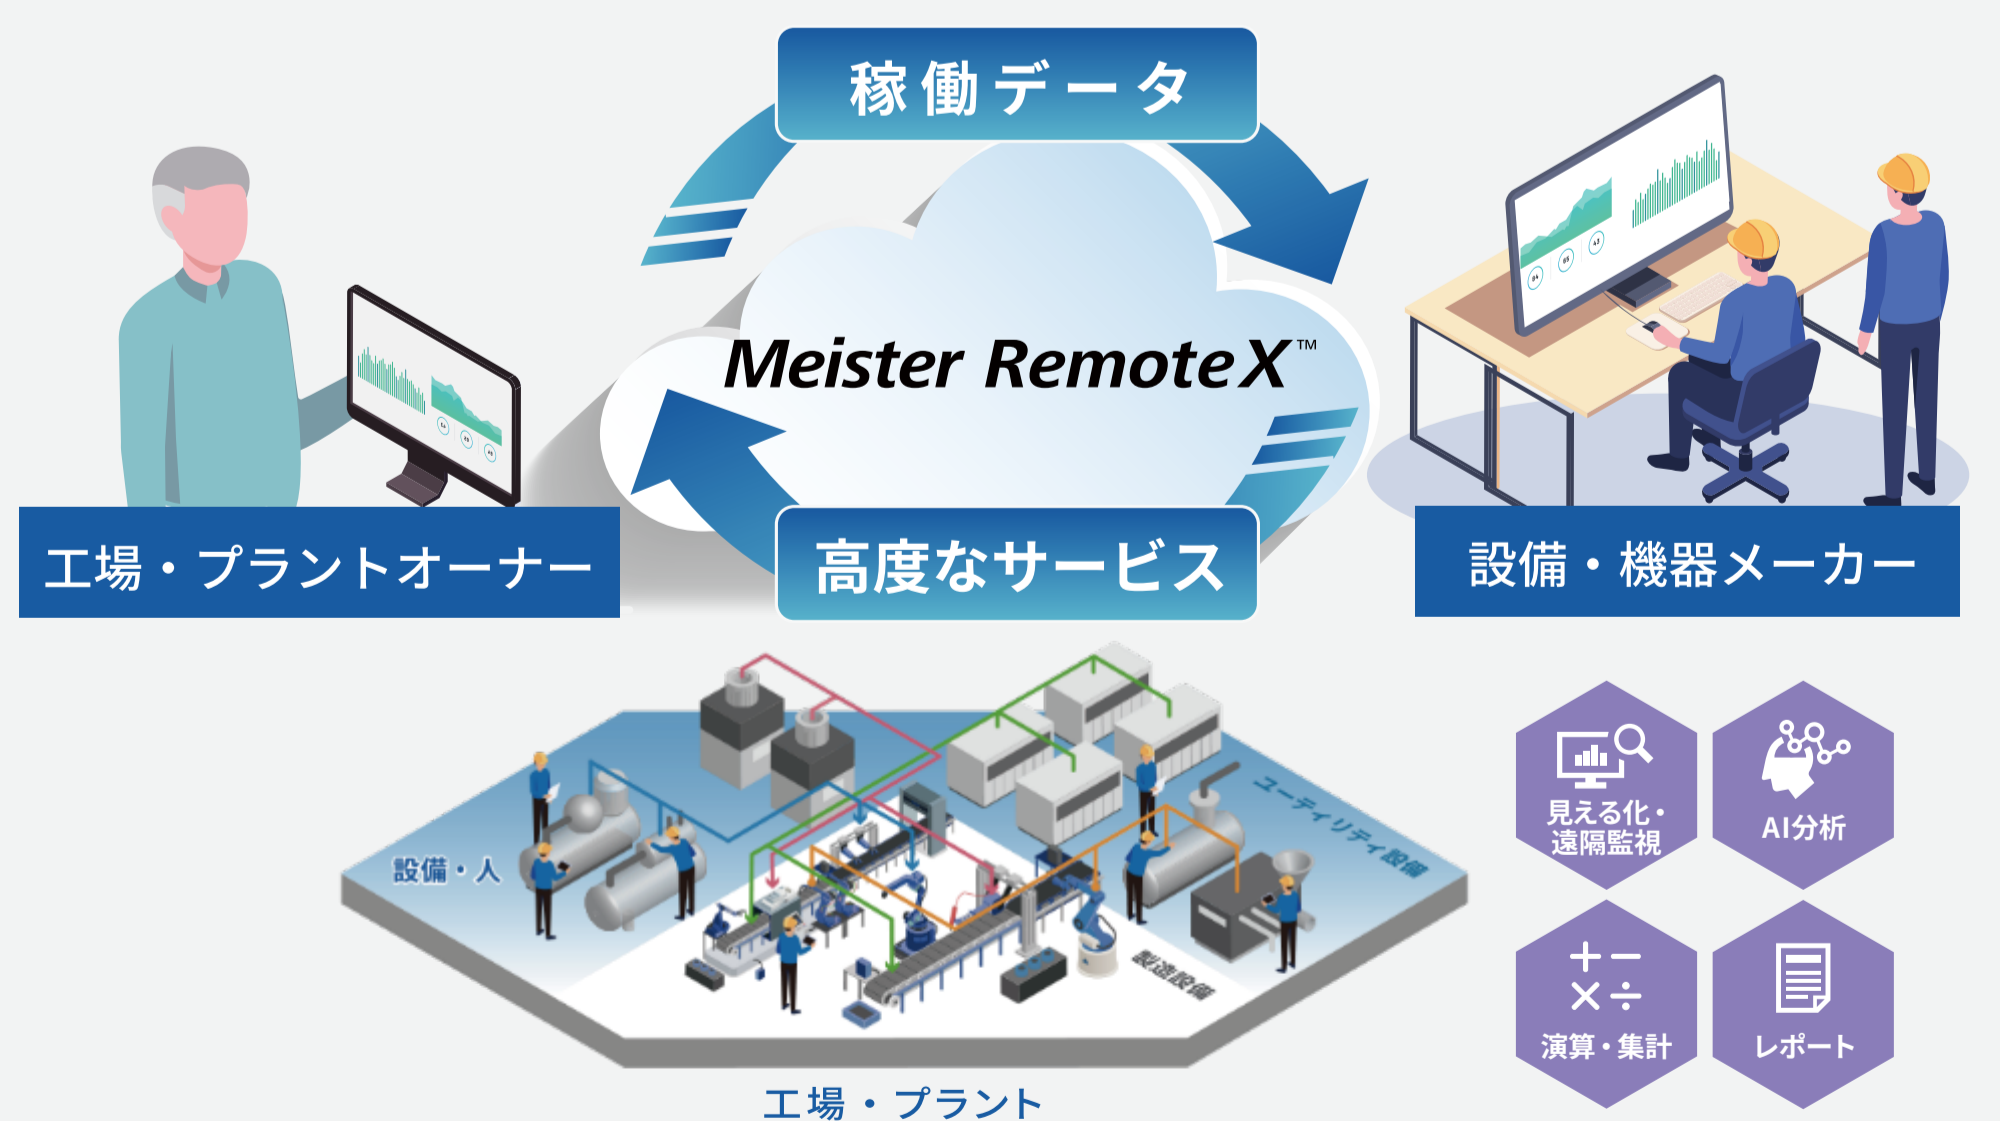 稼働データ
Meister RemoteX™
工場・プラントオーナー
高度なサービス
設備・機器メーカー
設備・人
ユーティリティ設備
製造設備
工場・プラント
見える化・
遠隔監視
AI分析
演算・集計
レポート